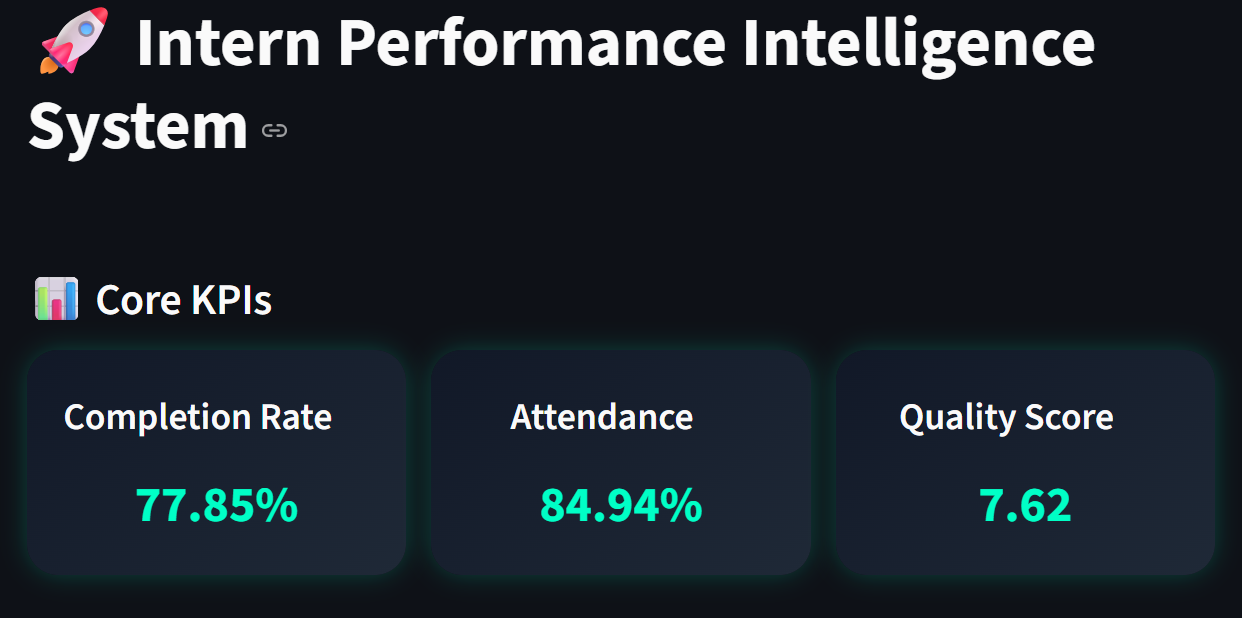 🚀 Intern Performance Intelligence
System
📊 Core KPIs
Completion Rate
77.85%
Attendance
84.94%
Quality Score
7.62